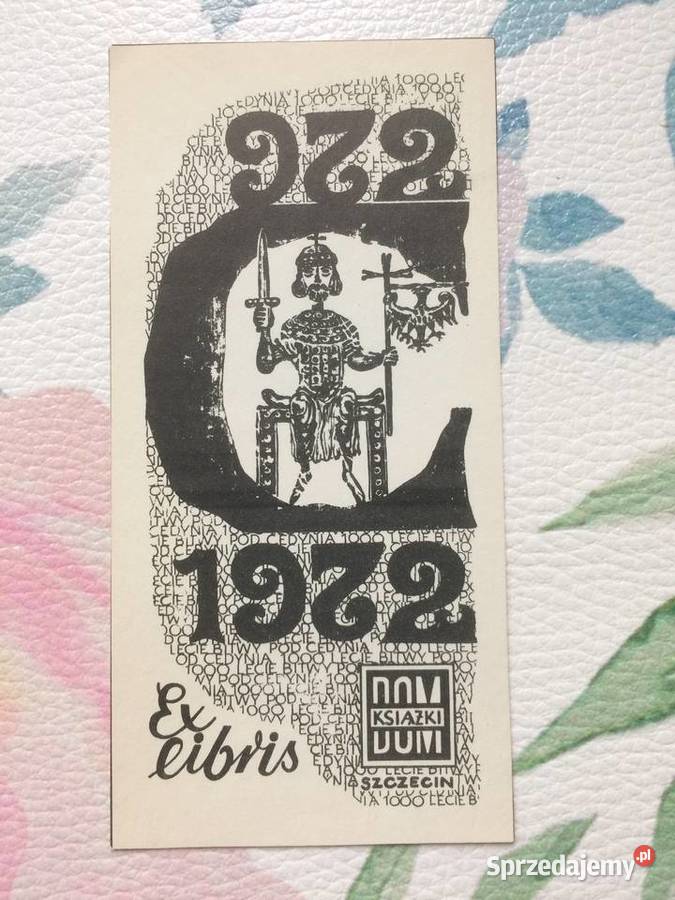 1000 LECIE BITWY POD CEDYNIĄ
972
C
1972
Ex
libris
DOM
KSIĄŻKI
DOM
SZCZECIN
Sprzedajemy.pl